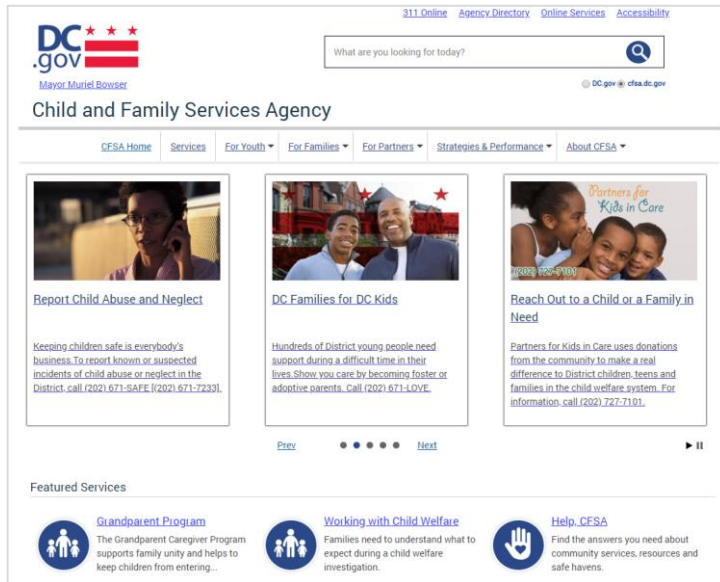 311 Online Agency Directory Online Services Accessibility
DC
.gov
What are you looking for today?
Mayor Muriel Bowser
DC.gov cfsa.dc.gov
Child and Family Services Agency
CFSA Home Services For Youth For Families For Partners Strategies & Performance About CFSA
Partners for
Kids in Care
(202) 727-7101
Report Child Abuse and Neglect
Keeping children safe is everybody's
business.To report known or suspected
incidents of child abuse or neglect in the
District, call (202) 671-SAFE [(202) 671-7233].
DC Families for DC Kids
Hundreds of District young people need
support during a difficult time in their
lives.Show you care by becoming foster or
adoptive parents. Call (202) 671-LOVE.
Reach Out to a Child or a Family in
Need
Partners for Kids in Care uses donations
from the community to make a real
difference to District children, teens and
families in the child welfare system. For
information, call (202) 727-7101.
Prev Next
Featured Services
Grandparent Program
The Grandparent Caregiver Program
supports family unity and helps to
keep children from entering...
Working with Child Welfare
Families need to understand what to
expect during a child welfare
investigation.
Help, CFSA
Find the answers you need about
community services, resources and
safe havens.